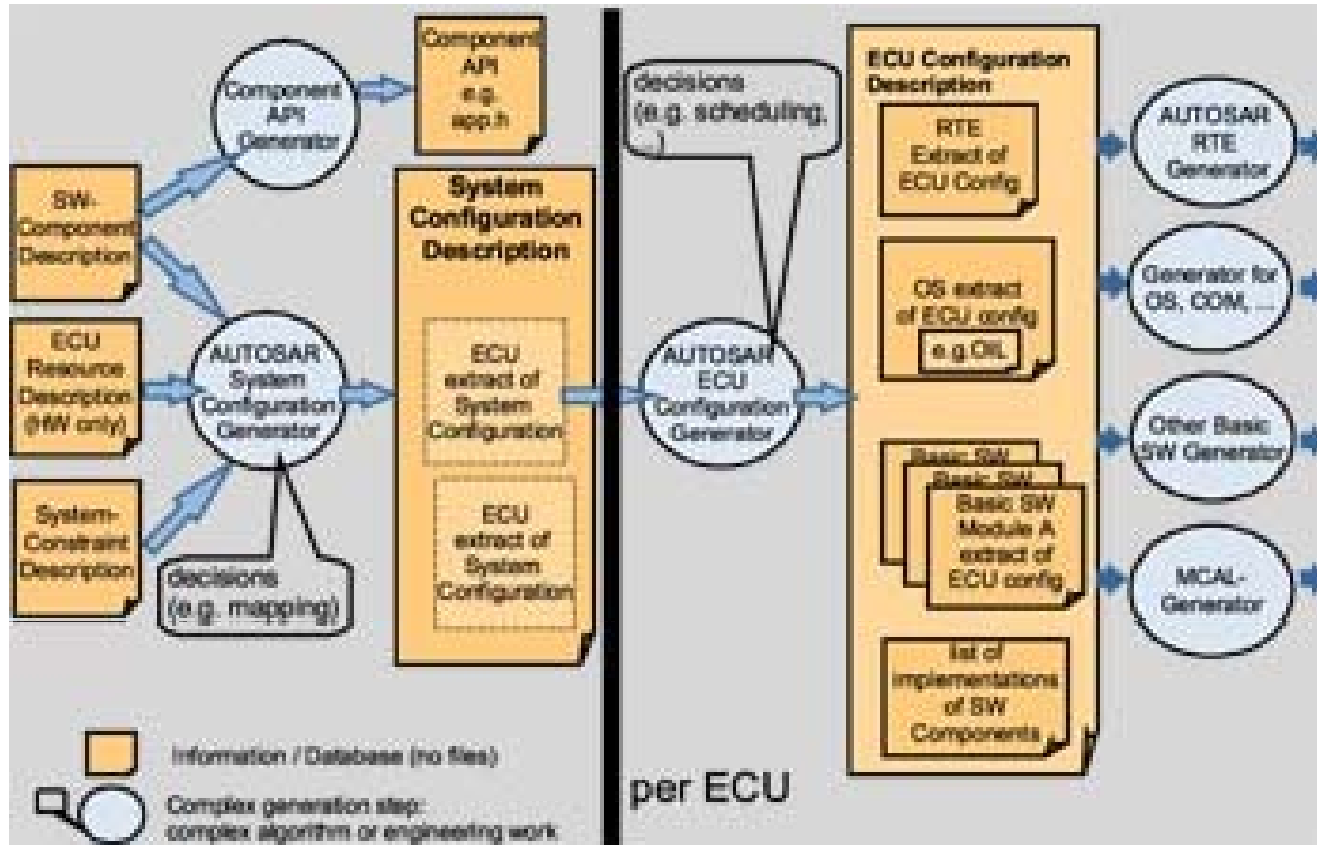 Component
API
Generator
Component
API
e.g.
app.h
SW-
Component
Description
ECU
Resource
Description
(HW only)
System-
Constraint
Description
AUTOSAR
System
Configuration
Generator
decisions
(e.g. mapping)
System
Configuration
Description
ECU
extract of
System
Configuration
ECU
extract of
System
Configuration
Information / Database (no files)
Complex generation step:
complex algorithm or engineering work
decisions
(e.g. scheduling,
...)
AUTOSAR
ECU
Configuration
Generator
per ECU
ECU Configuration
Description
RTE
Extract of
ECU Config
OS extract
of ECU config
e.g.OIL
Basic SW
Basic SW
Basic SW
Module A
extract of
ECU config
list of
implementations
of SW
Components
AUTOSAR
RTE
Generator
Generator for
OS, COM, ...
Other Basic
SW Generator
MCAL-
Generator